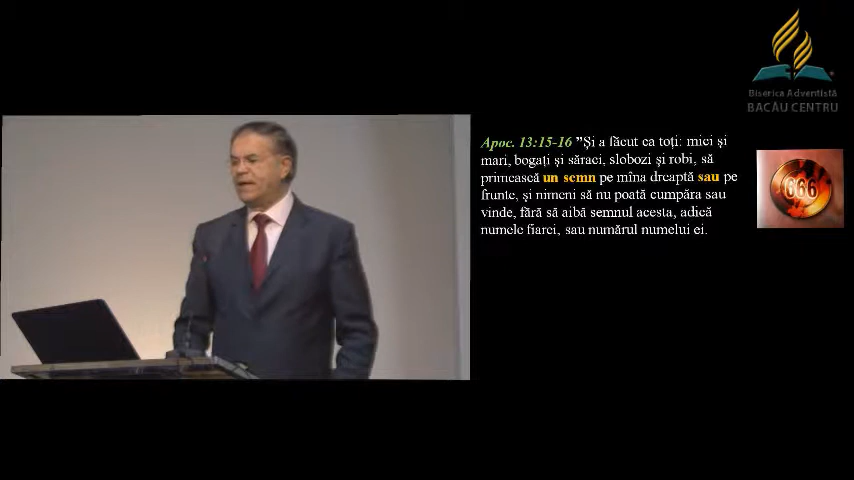 Biserica Adventistă
BACĂU CENTRU
Apoc. 13:15-16 "Şi a făcut ca toţi: mici şi
mari, bogaţi şi săraci, slobozi şi robi, să
primească un semn pe mîna dreaptă sau pe
frunte, şi nimeni să nu poată cumpăra sau
vinde, fără să aibă semnul acesta, adică
numele fiarei, sau numărul numelui ei.
666